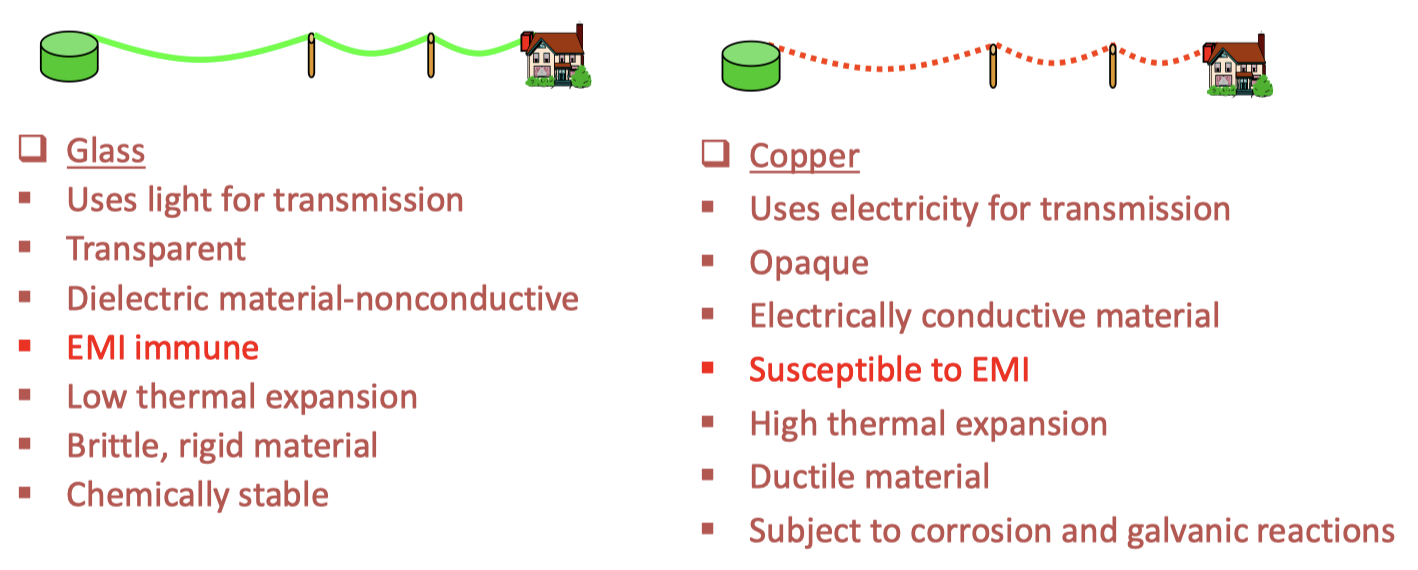 Glass
Uses light for transmission
Transparent
Dielectric material-nonconductive
EMI immune
Low thermal expansion
Brittle, rigid material
Chemically stable
Copper
Uses electricity for transmission
Opaque
Electrically conductive material
Susceptible to EMI
High thermal expansion
Ductile material
Subject to corrosion and galvanic reactions